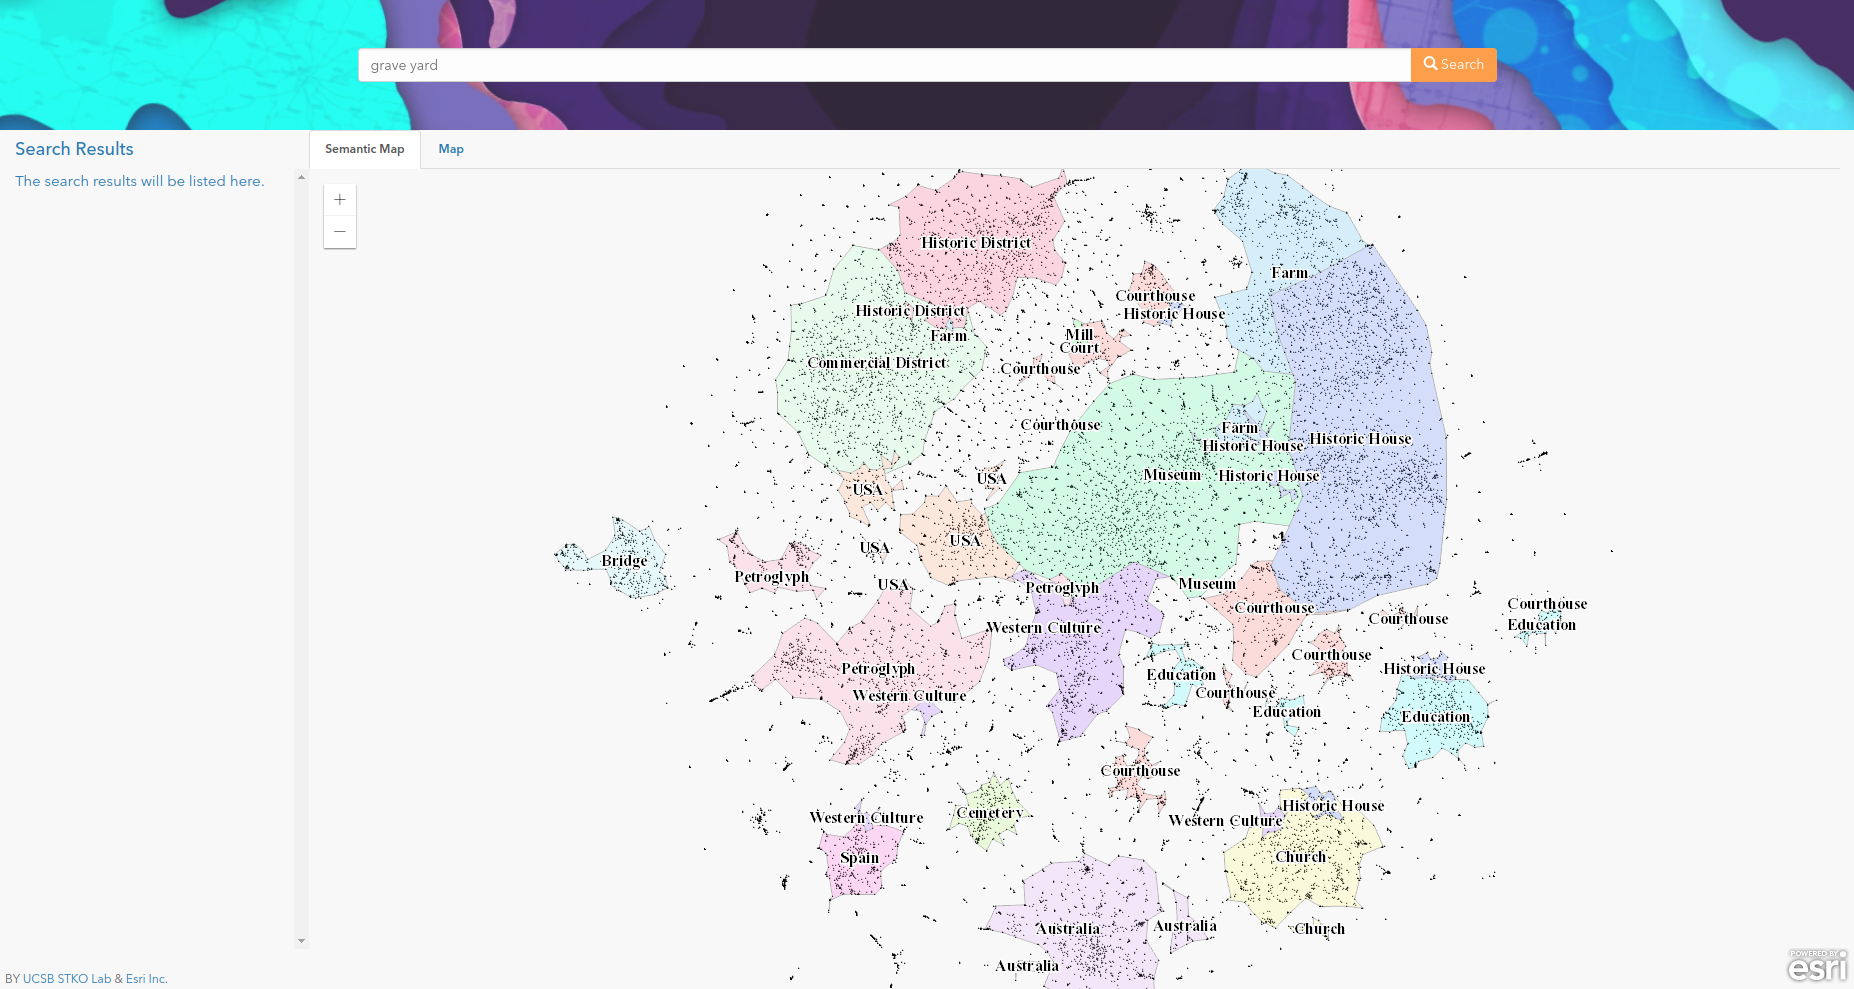 grave yard
Search
Search Results
The search results will be listed here.
Semantic Map
Map
+
−
Historic District
Farm
Courthouse
Historic House
Historic District
Farm
Mill
Court
Commercial District
Courthouse
Courthouse
Farm
Historic House
Historic House
Museum
Historic House
USA
USA
USA
USA
Bridge
Petroglyph
USA
Petroglyph
Museum
Courthouse
Courthouse
Courthouse
Education
Western Culture
Courthouse
Petroglyph
Historic House
Education
Western Culture
Courthouse
Education
Education
Courthouse
Historic House
Western Culture
Cemetery
Western Culture
Spain
Church
Australia
Australia
Church
Australia
BY UCSB STKO Lab & Esri Inc.
POWERED BY
esri